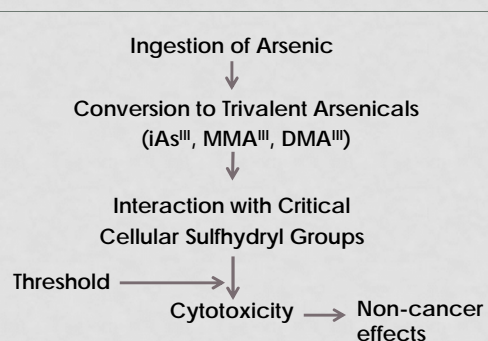 Ingestion of Arsenic
Conversion to Trivalent Arsenicals
(iAsᴵᴵᴵ, MMAᴵᴵᴵ, DMAᴵᴵᴵ)
Interaction with Critical
Cellular Sulfhydryl Groups
Threshold
Cytotoxicity
Non-cancer
effects